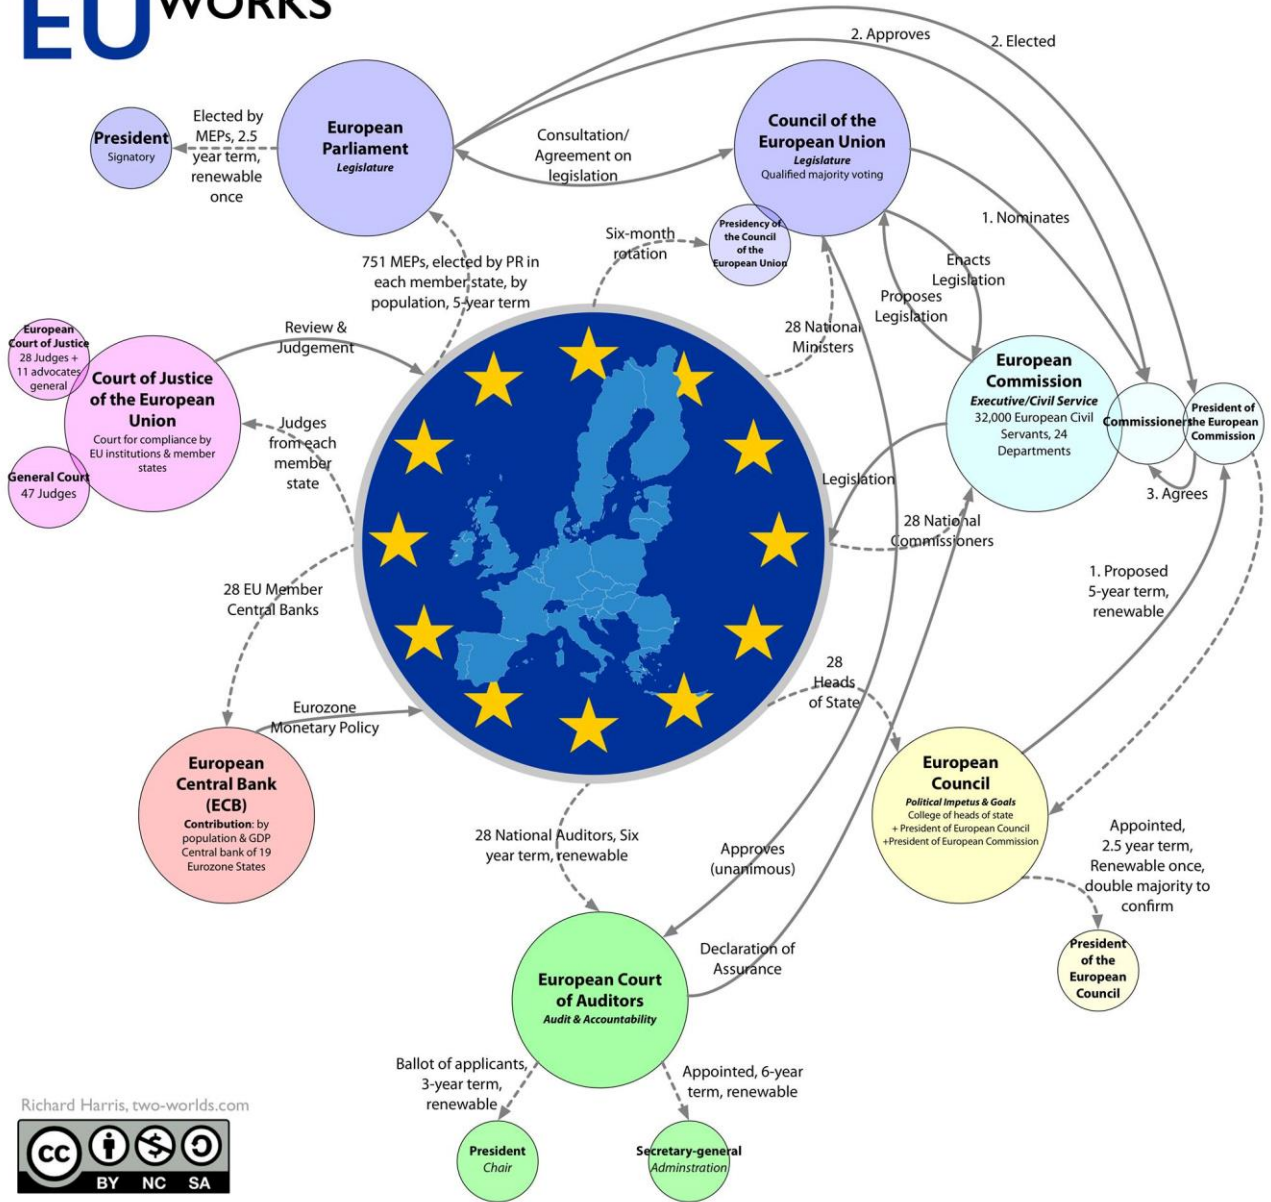 EU WORKS
2. Approves
2. Elected
President
Signatory
Elected by
MEPs, 2.5
year term,
renewable
once
European
Parliament
Legislature
Consultation/
Agreement on
legislation
Council of the
European Union
Legislature
Qualified majority voting
Presidency of
the Council
of the
European Union
Six-month
rotation
1. Nominates
751 MEPs, elected by PR in
each member state, by
population, 5-year term
Enacts
Legislation
Proposes
Legislation
28 National
Ministers
European
Court of Justice
28 Judges +
11 advocates
general
Review &
Judgement
Court of Justice
of the European
Union
Court for compliance by
EU institutions & member
states
General Court
47 Judges
Judges
from each
member
state
European
Commission
Executive/Civil Service
32,000 European Civil
Servants, 24
Departments
Commissioners
President of
the European
Commission
3. Agrees
Legislation
28 National
Commissioners
1. Proposed
5-year term,
renewable
28 EU Member
Central Banks
28
Heads
of State
Eurozone
Monetary Policy
European
Central Bank
(ECB)
Contribution: by
population & GDP
Central bank of 19
Eurozone States
European
Council
Political Impetus & Goals
College of heads of state
+ President of European Council
+President of European Commission
28 National Auditors, Six
year term, renewable
Approves
(unanimous)
Appointed,
2.5 year term,
Renewable once,
double majority to
confirm
President
of the
European
Council
Declaration of
Assurance
European Court
of Auditors
Audit & Accountability
Ballot of applicants,
3-year term,
renewable
Appointed, 6-year
term, renewable
President
Chair
Secretary-general
Adminstration
Richard Harris, two-worlds.com
cc
BY NC SA